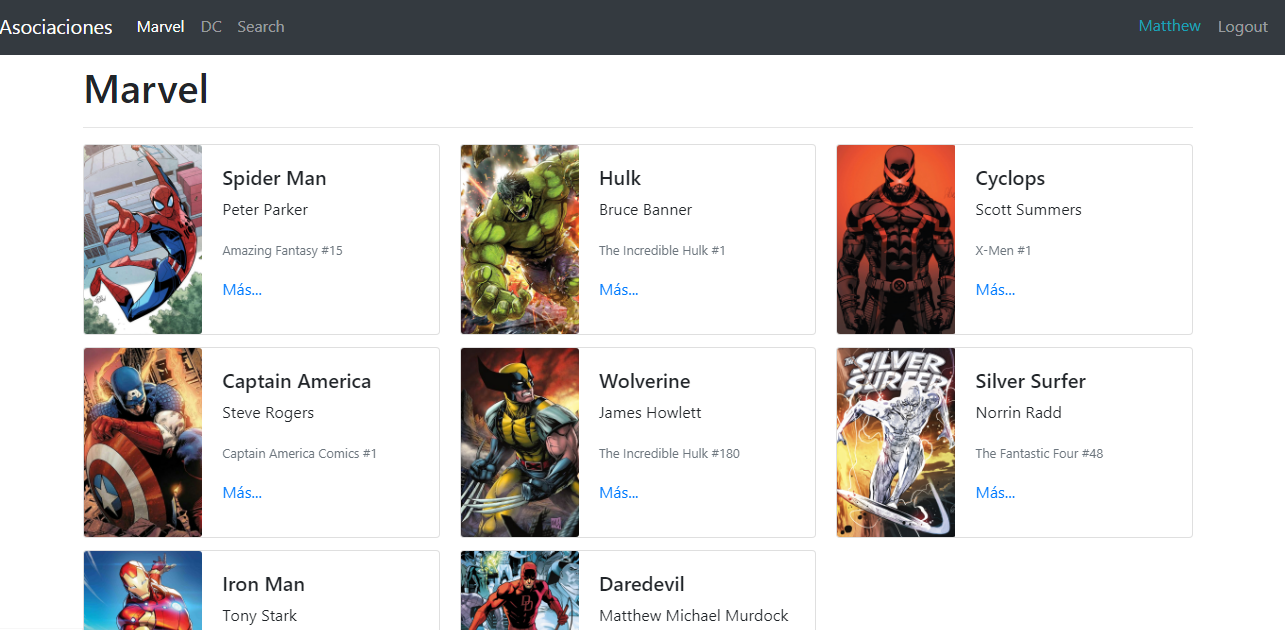 Asociaciones Marvel DC Search Matthew Logout
Marvel
Spider Man
Peter Parker
Amazing Fantasy #15
Más...
Hulk
Bruce Banner
The Incredible Hulk #1
Más...
Cyclops
Scott Summers
X-Men #1
Más...
Captain America
Steve Rogers
Captain America Comics #1
Más...
Wolverine
James Howlett
The Incredible Hulk #180
Más...
THE SILVER
SURFER
Silver Surfer
Norrin Radd
The Fantastic Four #48
Más...
Iron Man
Tony Stark
DD
Daredevil
Matthew Michael Murdock